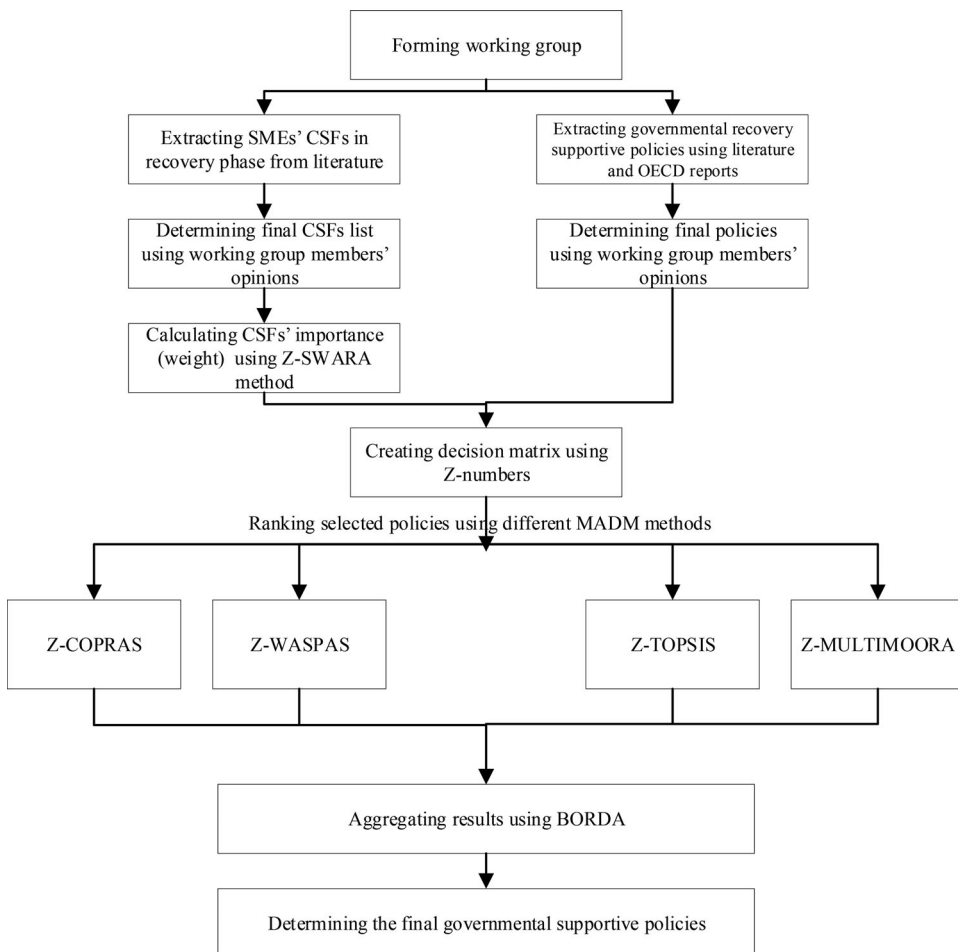 Forming working group
Extracting SMEs' CSFs in
recovery phase from literature
Extracting governmental recovery
supportive policies using literature
and OECD reports
Determining final CSFs list
using working group members'
opinions
Determining final policies
using working group members'
opinions
Calculating CSFs' importance
(weight) using Z-SWARA
method
Creating decision matrix using
Z-numbers
Ranking selected policies using different MADM methods
Z-COPRAS
Z-WASPAS
Z-TOPSIS
Z-MULTIMOORA
Aggregating results using BORDA
Determining the final governmental supportive policies